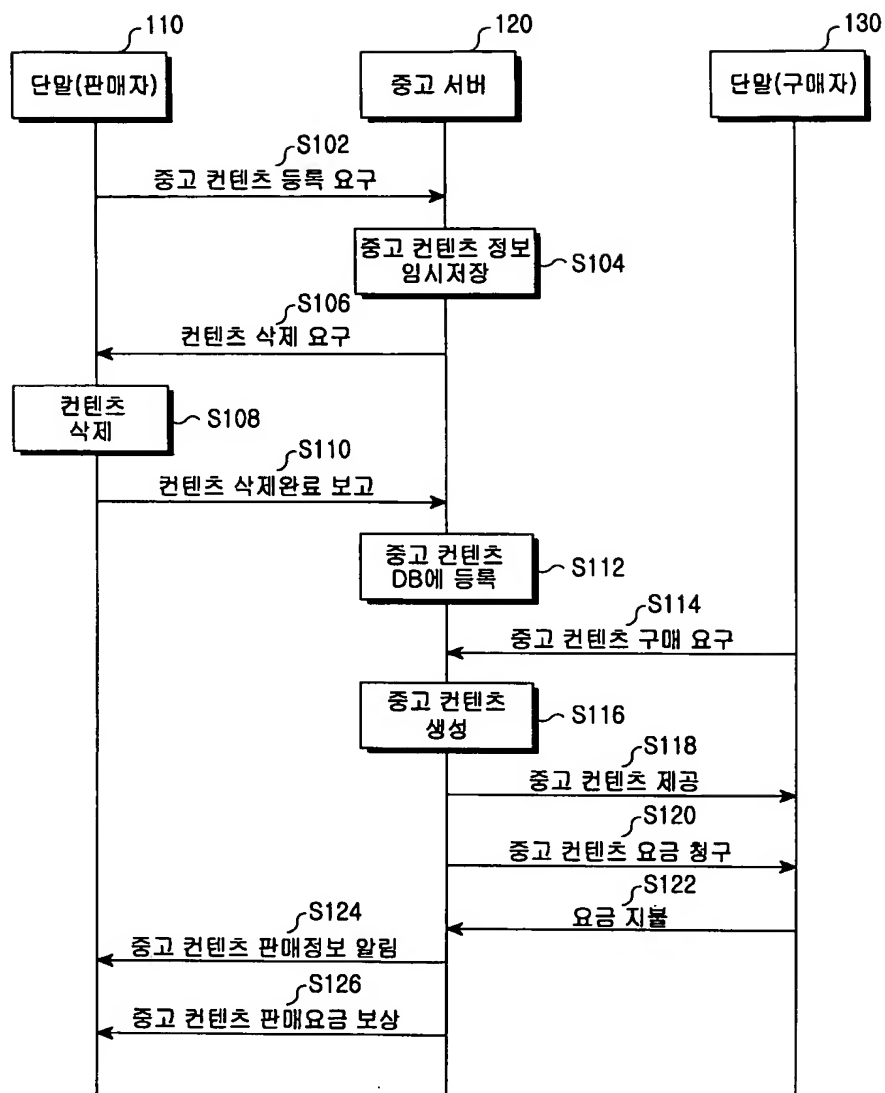 110
120
130
단말(판매자)
중고 서버
단말(구매자)
S102
중고 컨텐츠 등록 요구
중고 컨텐츠 정보
임시저장
S104
S106
컨텐츠 삭제 요구
컨텐츠
삭제
S108
S110
컨텐츠 삭제완료 보고
중고 컨텐츠
DB에 등록
S112
S114
중고 컨텐츠 구매 요구
중고 컨텐츠
생성
S116
S118
중고 컨텐츠 제공
S120
중고 컨텐츠 요금 청구
S122
요금 지불
S124
중고 컨텐츠 판매정보 알림
S126
중고 컨텐츠 판매요금 보상